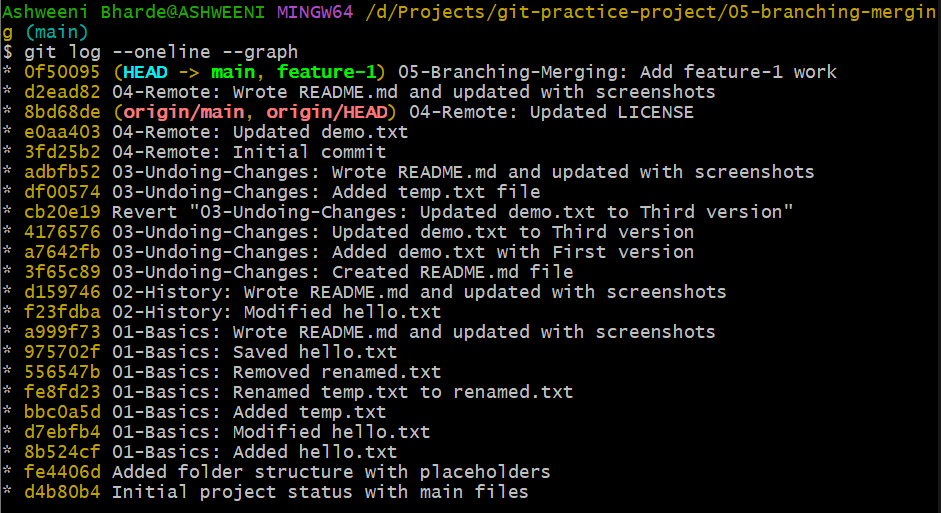 Ashweeni Bharde@ASHWEENI MINGW64 /d/Projects/git-practice-project/05-branching-mergin
g (main)
$ git log --oneline --graph
* 0f50095 (HEAD -> main, feature-1) 05-Branching-Merging: Add feature-1 work
* d2ead82 04-Remote: Wrote README.md and updated with screenshots
* 8bd68de (origin/main, origin/HEAD) 04-Remote: Updated LICENSE
* e0aa403 04-Remote: Updated demo.txt
* 3fd25b2 04-Remote: Initial commit
* adbfb52 03-Undoing-Changes: Wrote README.md and updated with screenshots
* df00574 03-Undoing-Changes: Added temp.txt file
* cb20e19 Revert "03-Undoing-Changes: Updated demo.txt to Third version"
* 4176576 03-Undoing-Changes: Updated demo.txt to Third version
* a7642fb 03-Undoing-Changes: Added demo.txt with First version
* 3f65c89 03-Undoing-Changes: Created README.md file
* d159746 02-History: Wrote README.md and updated with screenshots
* f23fdba 02-History: Modified hello.txt
* a999f73 01-Basics: Wrote README.md and updated with screenshots
* 975702f 01-Basics: Saved hello.txt
* 556547b 01-Basics: Removed renamed.txt
* fe8fd23 01-Basics: Renamed temp.txt to renamed.txt
* bbc0a5d 01-Basics: Added temp.txt
* d7ebfb4 01-Basics: Modified hello.txt
* 8b524cf 01-Basics: Added hello.txt
* fe4406d Added folder structure with placeholders
* d4b80b4 Initial project status with main files